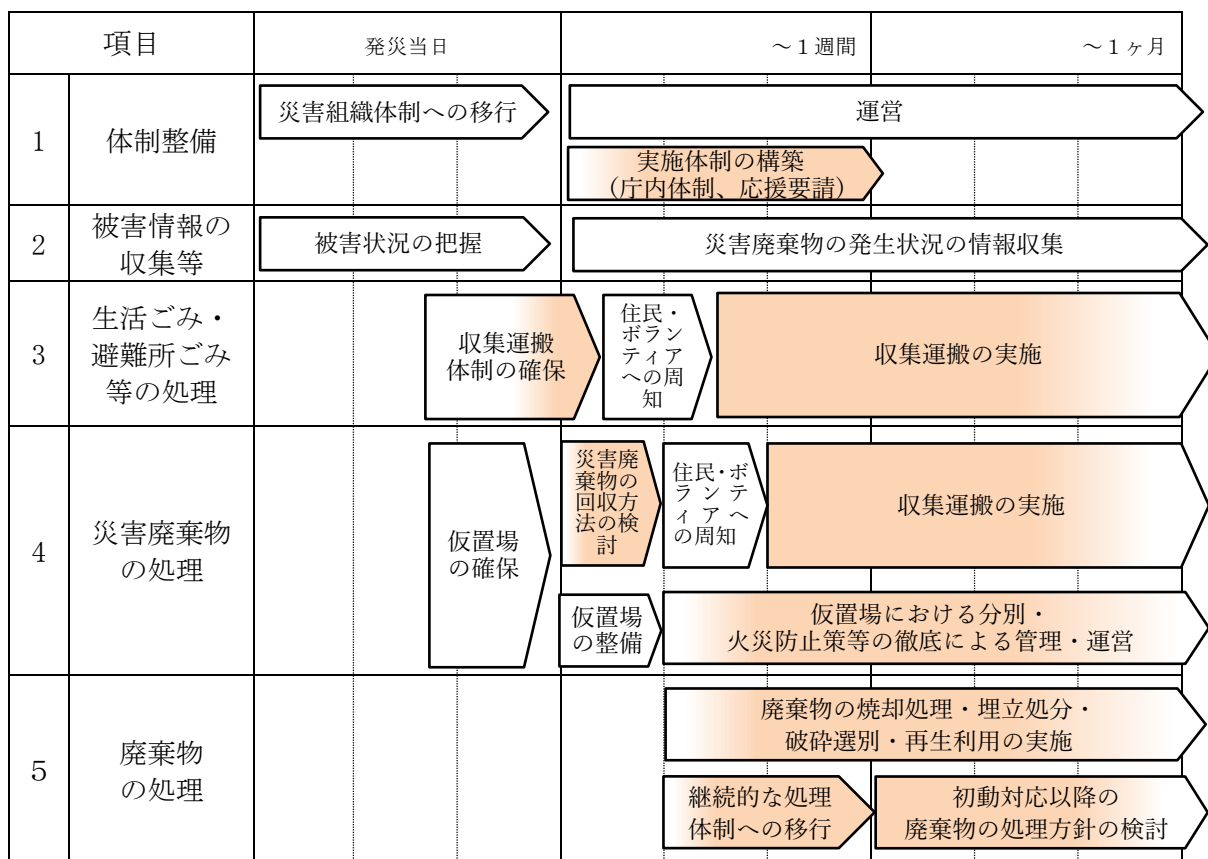 項目
発災当日
～1週間
～1ヶ月
1
体制整備
災害組織体制への移行
運営
実施体制の構築
（庁内体制、応援要請）
2
被害情報の
収集等
被害状況の把握
災害廃棄物の発生状況の情報収集
3
生活ごみ・
避難所ごみ
等の処理
収集運搬
体制の確保
住民・
ボラン
ティア
への周
知
収集運搬の実施
4
災害廃棄物
の処理
仮置場
の確保
災害廃
棄物の
回収方
法の検
討
住民・ボ
ランテ
ィアへ
の周知
収集運搬の実施
仮置場
の整備
仮置場における分別・
火災防止策等の徹底による管理・運営
5
廃棄物
の処理
廃棄物の焼却処理・埋立処分・
破砕選別・再生利用の実施
継続的な処理
体制への移行
初動対応以降の
廃棄物の処理方針の検討